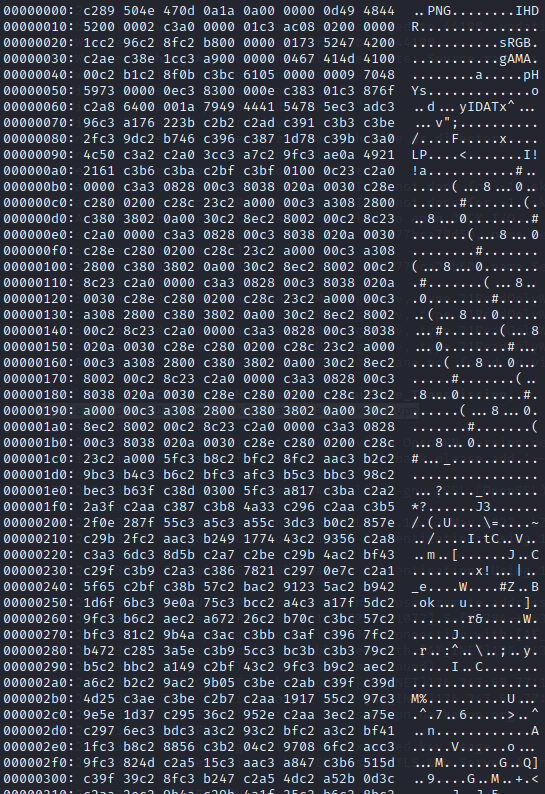 00000000: c289 504e 470d 0a1a 0a00 0000 0d49 4844 ..PNG........IHD
00000010: 5200 0002 c3a0 0000 01c3 ac08 0200 0000 R...............
00000020: 1cc2 96c2 8fc2 b800 0000 0173 5247 4200 ...........sRGB.
00000030: c2ae c38e 1cc3 a900 0000 0467 414d 4100 ...........gAMA.
00000040: 00c2 b1c2 8f0b c3bc 6105 0000 0009 7048 ........a.....pH
00000050: 5973 0000 0ec3 8300 000e c383 01c3 876f Ys.............o
00000060: c2a8 6400 001a 7949 4441 5478 5ec3 adc3 ..d...yIDATx^...
00000070: 96c3 a176 223b c2b2 c2ad c391 c3b3 c3be ...v";..........
00000080: 2fc3 9dc2 b746 c396 c387 1d78 c39b c3a0 /....F.....x....
00000090: 4c50 c3a2 c2a0 3cc3 a7c2 9fc3 ae0a 4921 LP....<.......I!
000000a0: 2161 c3b6 c3ba c2bf c3bf 0100 0c23 c2a0 !a...........#..
000000b0: 0000 c3a3 0828 00c3 8038 020a 0030 c28e .....(...8...0..
000000c0: c280 0200 c28c 23c2 a000 00c3 a308 2800 ......#.......(.
000000d0: c380 3802 0a00 30c2 8ec2 8002 00c2 8c23 ..8...0........#
000000e0: c2a0 0000 c3a3 0828 00c3 8038 020a 0030 .......(...8...0
000000f0: c28e c280 0200 c28c 23c2 a000 00c3 a308 ........#.......
00000100: 2800 c380 3802 0a00 30c2 8ec2 8002 00c2 (...8...0.......
00000110: 8c23 c2a0 0000 c3a3 0828 00c3 8038 020a .#.......(...8..
00000120: 0030 c28e c280 0200 c28c 23c2 a000 00c3 .0........#.....
00000130: a308 2800 c380 3802 0a00 30c2 8ec2 8002 ..(...8...0.....
00000140: 00c2 8c23 c2a0 0000 c3a3 0828 00c3 8038 ...#.......(...8
00000150: 020a 0030 c28e c280 0200 c28c 23c2 a000 ...0........#...
00000160: 00c3 a308 2800 c380 3802 0a00 30c2 8ec2 ....(...8...0...
00000170: 8002 00c2 8c23 c2a0 0000 c3a3 0828 00c3 .....#.......(..
00000180: 8038 020a 0030 c28e c280 0200 c28c 23c2 .8...0........#.
00000190: a000 00c3 a308 2800 c380 3802 0a00 30c2 ......(...8...0.
000001a0: 8ec2 8002 00c2 8c23 c2a0 0000 c3a3 0828 .......#.......(
000001b0: 00c3 8038 020a 0030 c28e c280 0200 c28c ...8...0........
000001c0: 23c2 a000 5fc3 b8c2 bfc2 8fc2 aac3 b2c2 #..._...........
000001d0: 9bc3 b4c3 b6c2 bfc3 afc3 b5c3 bbc3 98c2 ................
000001e0: bec3 b63f c38d 0300 5fc3 a817 c3ba c2a2 ...?...._.......
000001f0: 2a3f c2aa c387 c3b8 4a33 c296 c2aa c3b5 *?......J3......
00000200: 2f0e 287f 55c3 a5c3 a55c 3dc3 b0c2 857e /.(.U....\=....~
00000210: c29b 2fc2 aac3 b249 1774 43c2 9356 c2a8 ../....I.tC..V..
00000220: c3a6 6dc3 8d5b c2a7 c2be c29b 4ac2 bf43 ..m..[......J..C
00000230: c29f c3b9 c2a3 c386 7821 c297 0e7c c2a1 ........x!...|..
00000240: 5f65 c2bf c38b 57c2 bac2 9123 5ac2 b942 _e....W....#Z..B
00000250: 1d6f 6bc3 9e0a 75c3 bcc2 a4c3 a17f 5dc2 .ok...u.......].
00000260: 9fc3 b6c2 aec2 a672 26c2 b70c c3bc 57c2 .......r&.....W.
00000270: bfc3 81c2 9b4a c3ac c3bb c3af c396 7fc2 .....J..........
00000280: b472 c285 3a5e c3b9 5cc3 bc3b c3b3 79c2 .r..:^..\..;..y.
00000290: b5c2 bbc2 a149 c2bf 43c2 9fc3 b9c2 aec2 .....I..C.......
000002a0: a6c2 b2c2 9ac2 9b05 c3be c2ab c39f c39d ................
000002b0: 4d25 c3ae c3be c2b7 c2aa 1917 55c2 97c3 M%..........U...
000002c0: 9e5e 1d37 c295 36c2 952e c2aa 3ec2 a75e .^.7..6.....>..^
000002d0: c297 6ec3 bdc3 a3c2 93c2 bfc2 a3c2 bf41 ..n............A
000002e0: 1fc3 b8c2 8856 c3b2 04c2 9708 6fc2 acc3 .....V......o...
000002f0: 9fc3 824d c2a5 15c3 aac3 a847 c3b6 515d ...M.......G..Q]
00000300: c39f 39c2 8fc3 b247 c2a5 4dc2 a52b 0d3c ..9....G..M..+.<